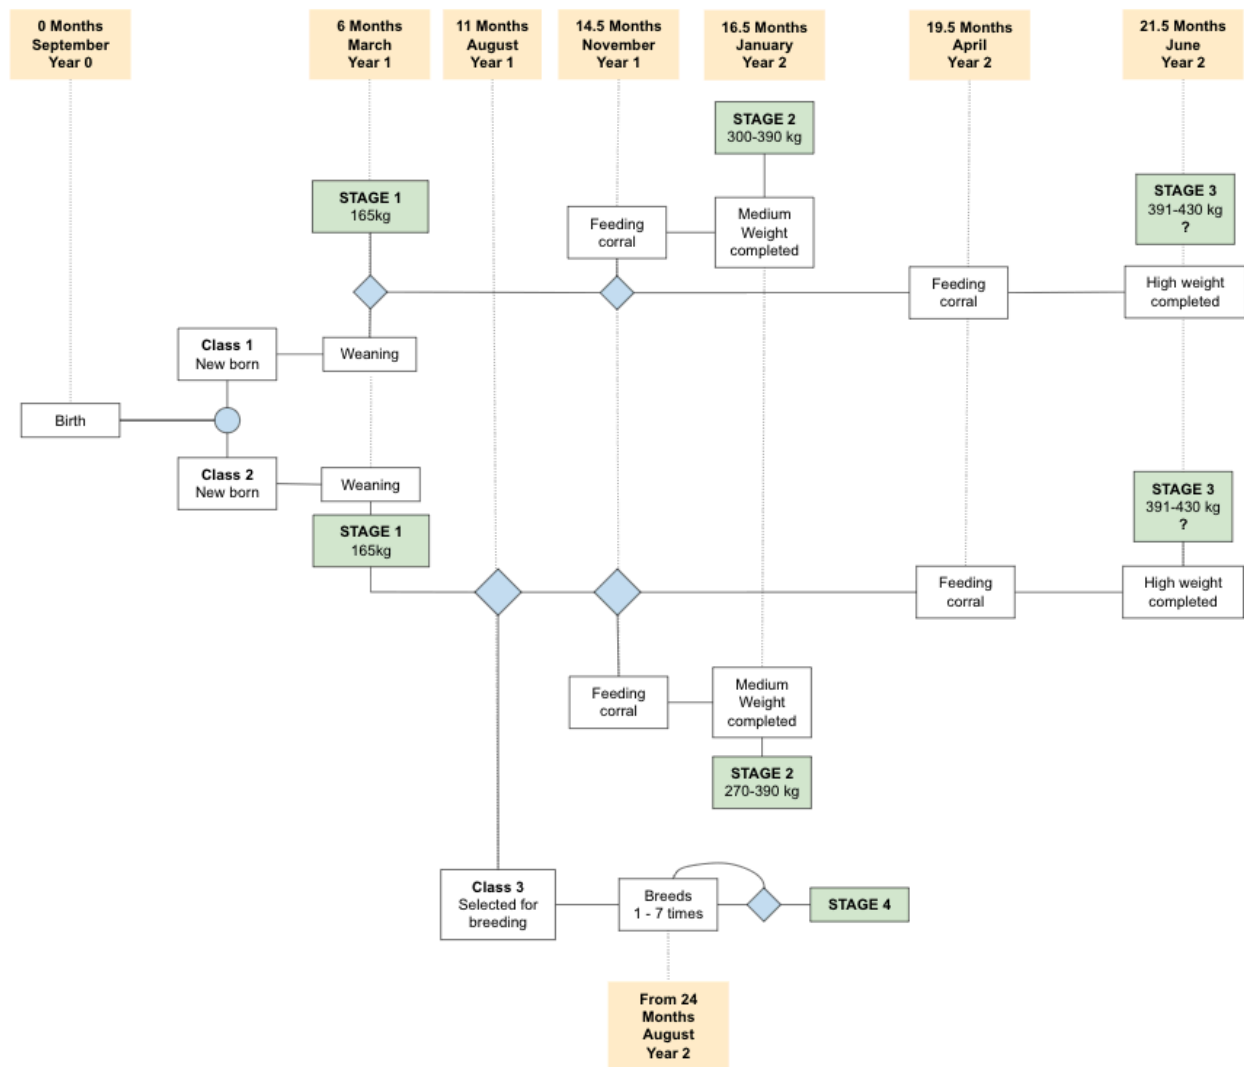 0 Months
September
Year 0
6 Months
March
Year 1
11 Months
August
Year 1
14.5 Months
November
Year 1
16.5 Months
January
Year 2
19.5 Months
April
Year 2
21.5 Months
June
Year 2
STAGE 2
300-390 kg
STAGE 1
165kg
STAGE 3
391-430 kg
?
Feeding
corral
Medium
Weight
completed
Feeding
corral
High weight
completed
Class 1
New born
Weaning
Birth
Class 2
New born
Weaning
STAGE 1
165kg
STAGE 3
391-430 kg
?
Feeding
corral
High weight
completed
Feeding
corral
Medium
Weight
completed
STAGE 2
270-390 kg
Class 3
Selected for
breeding
Breeds
1 - 7 times
STAGE 4
From 24
Months
August
Year 2